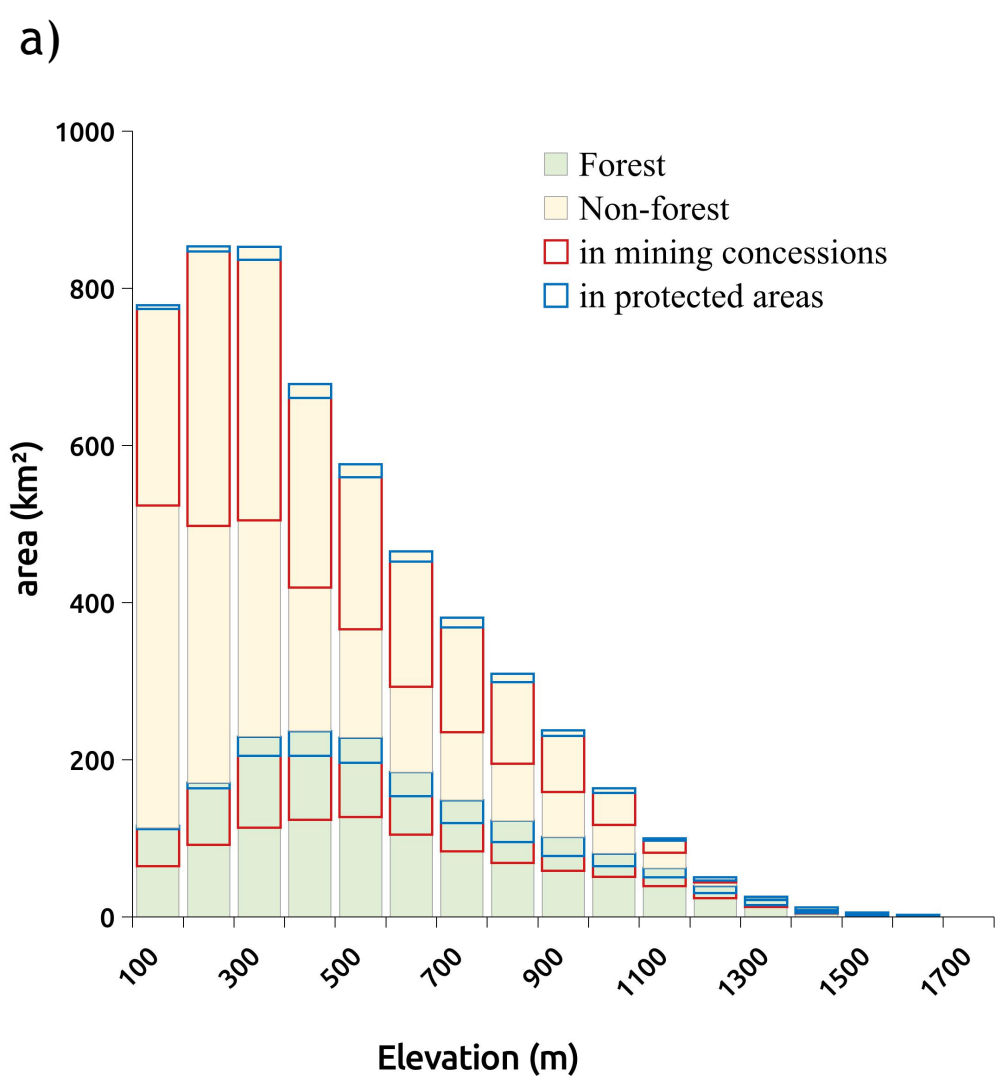 a)
1000
800
600
400
200
0
area (km²)
Forest
Non-forest
in mining concessions
in protected areas
100 300 500 700 900 1100 1300 1500 1700
Elevation (m)